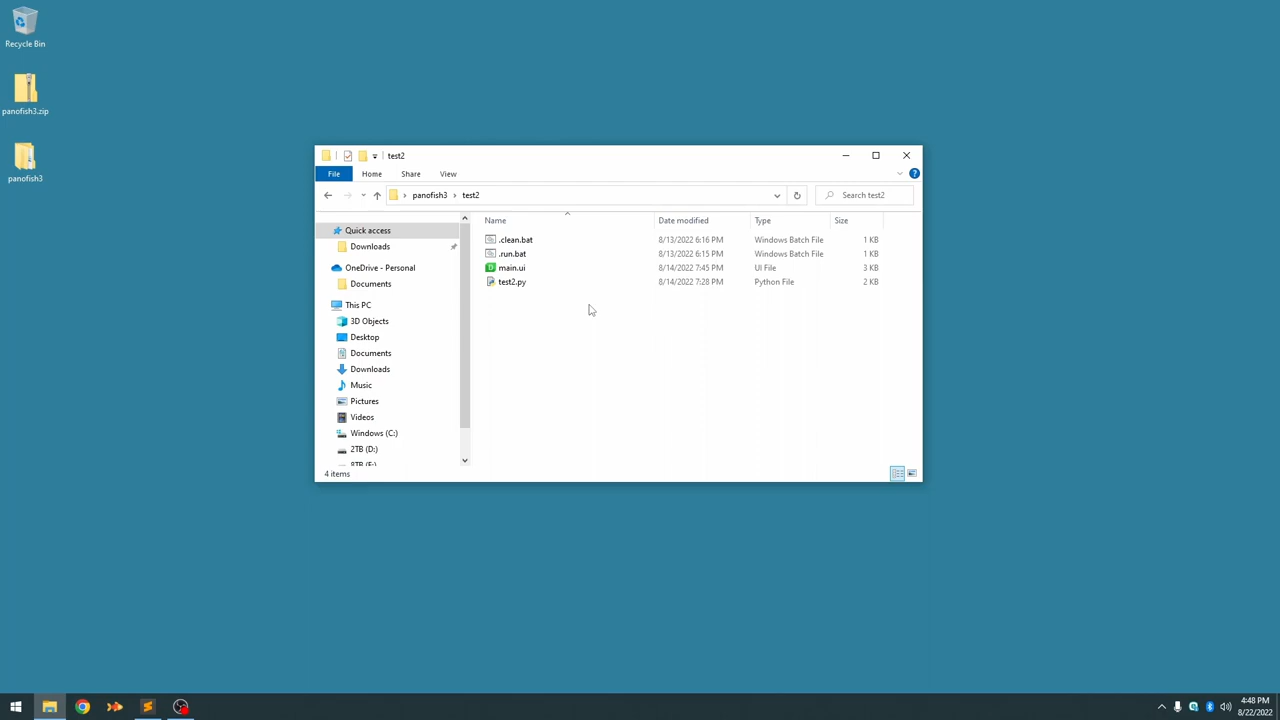 Recycle Bin
panofish3.zip
panofish3
test2
File Home Share View
panofish3 test2 Search test2
Name Date modified Type Size
Quick access
Downloads
OneDrive - Personal
Documents
This PC
3D Objects
Desktop
Documents
Downloads
Music
Pictures
Videos
Windows (C:)
2TB (D:)
8TB (E:)
.clean.bat 8/13/2022 6:16 PM Windows Batch File 1 KB
.run.bat 8/13/2022 6:15 PM Windows Batch File 1 KB
main.ui 8/14/2022 7:45 PM UI File 3 KB
test2.py 8/14/2022 7:28 PM Python File 2 KB
4 items
4:48 PM
8/22/2022